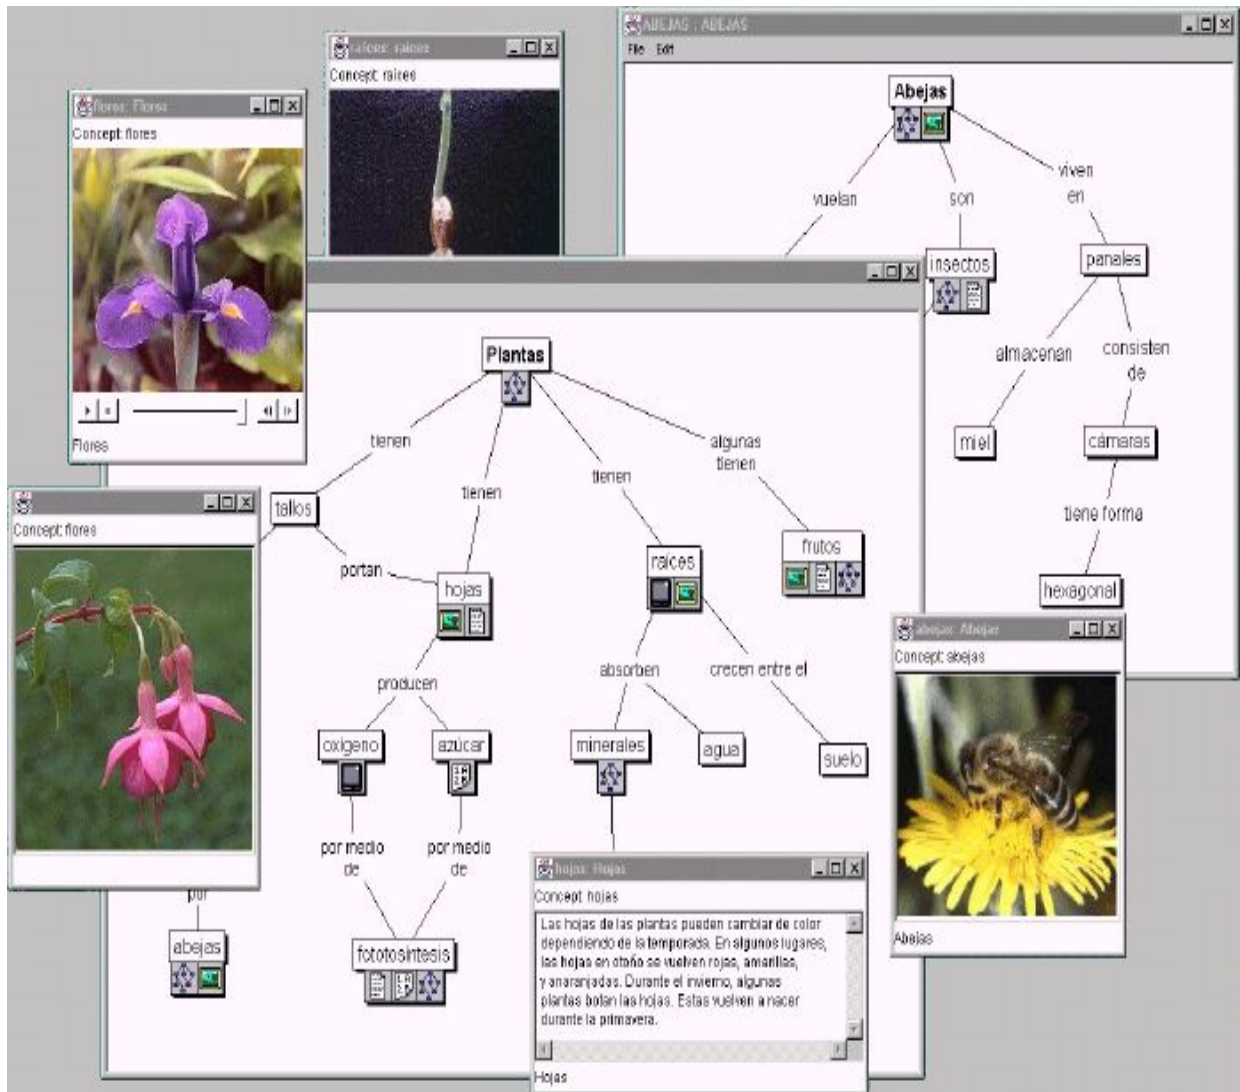 raíces: raices
Concept: raices
flores: Flores
Concept: flores
Flores
ABEJAS : ABEJAS
File Edit
Abejas
vuelan
son
viven
en
insectos
panales
almacenan
consisten
de
miel
cámaras
tiene forma
hexagonal
Plantas
tienen
tienen
tienen
algunas
tienen
tallos
portan
hojas
raíces
frutos
producen
absorben
crecen entre el
oxígeno
azúcar
minerales
agua
suelo
por medio
de
por medio
de
fototosíntesis
por
abejas
Concept: flores
hojas: Hojas
Concept: hojas
Las hojas de las plantas pueden cambiar de color
dependiendo de la temporada. En algunos lugares,
las hojas en otoño se vuelven rojas, amarillas,
y anaranjadas. Durante el invierno, algunas
plantas botan las hojas. Estas vuelven a nacer
durante la primavera.
Hojas
abejas: Abejas
Concept: abejas
Abejas